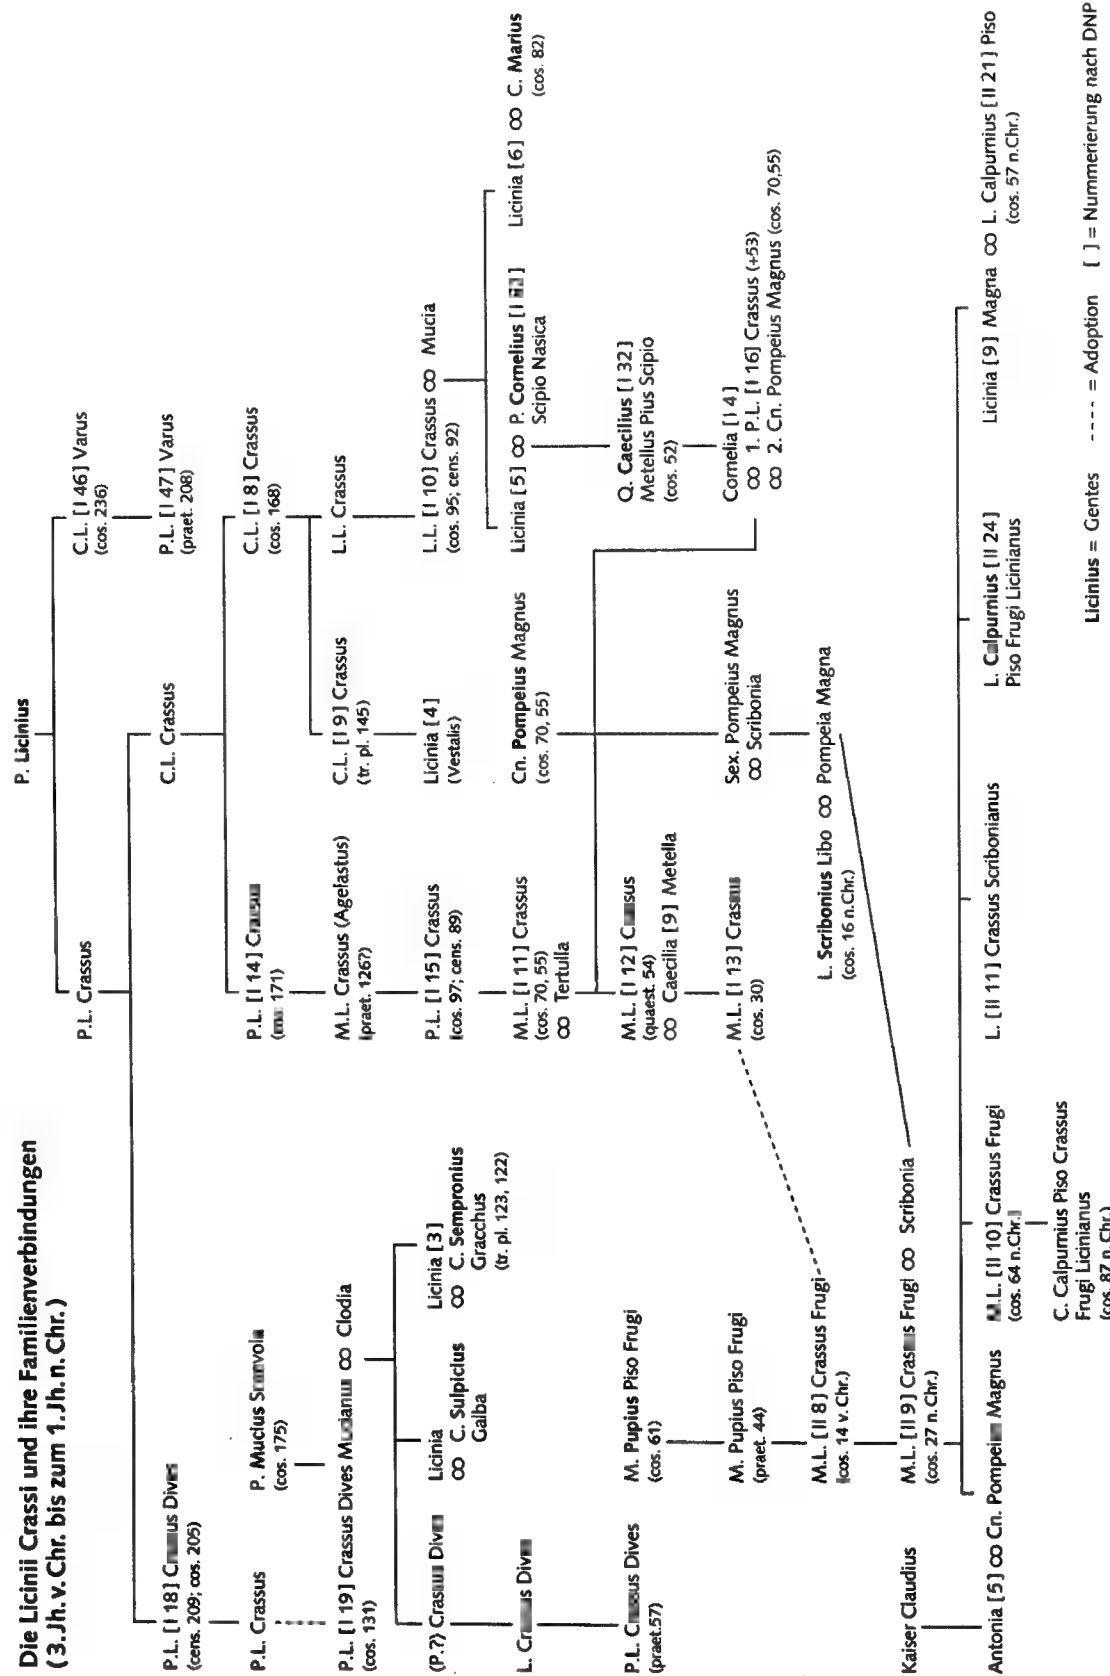 Die Licinii Crassi und ihre Familienverbindungen
(3.Jh.v.Chr. bis zum 1.Jh.n.Chr.)
P. Licinius
P.L. Crassus
C.L. [I 46] Varus
(cos. 236)
P.L. [I 18] Dives
(cens. 209; cos. 205)
C.L. Crassus
P.L. [I 47] Varus
(praet. 208)
P.L. Crassus
P. Mucius
(cos. 175)
P.L. [I 14]
171)
C.L. [I 8] Crassus
(cos. 168)
P.L. [I 19] Crassus Dives ∞ Clodia
(cos. 131)
M.L. Crassus (Agelastus)
(praet. 126?)
C.L. [I 9] Crassus
(tr. pl. 145)
L.L. Crassus
(P.?) Dives
Licinia
∞ C. Sulpicius
Galba
Licinia [3]
∞ C. Sempronius
Gracchus
(tr. pl. 123, 122)
P.L. [I 15] Crassus
(cos. 97; cens. 89)
Licinia [4]
(Vestalis)
L.L. [I 10] Crassus ∞ Mucia
(cos. 95; cens. 92)
L. Dives
M.L. [I 11] Crassus
(cos. 70, 55)
∞ Tertulla
Cn. Pompeius Magnus
(cos. 70, 55)
Licinia [5] ∞ P. Cornelius
Scipio Nasica
Licinia [6] ∞ C. Marius
(cos. 82)
P.L. Dives
(praet.57)
M. Pupius Piso Frugi
(cos. 61)
M.L. [I 12]
(quaest. 54)
∞ Caecilia [9] Metella
Q. Caecilius [I 32]
Metellus Pius Scipio
(cos. 52)
M. Pupius Piso Frugi
(praet. 44)
M.L. [I 13]
(cos. 30)
Sex. Pompeius Magnus
∞ Scribonia
Cornelia [I 4]
∞ 1. P.L. [I 16] Crassus (+53)
∞ 2. Cn. Pompeius Magnus (cos. 70,55)
M.L. [II 8] Crassus Frugi
(cos. 14 v. Chr.)
L. Scribonius Libo ∞ Pompeia Magna
(cos. 16 n.Chr.)
Kaiser Claudius
M.L. [II 9] Frugi ∞ Scribonia
(cos. 27 n. Chr.)
Antonia [5] ∞ Cn. Pompeius Magnus
M.L. [II 10] Crassus Frugi
(cos. 64 n.Chr.)
L. [II 11] Crassus Scribonianus
L. Calpurnius [II 24]
Piso Frugi Licinianus
Licinia [9] Magna ∞ L. Calpurnius [II 21] Piso
(cos. 57 n.Chr.)
C. Calpurnius Piso Crassus
Frugi Licinianus
(cos. 87 n.Chr.)
Licinius = Gentes ---- = Adoption [ ] = Nummerierung nach DNP